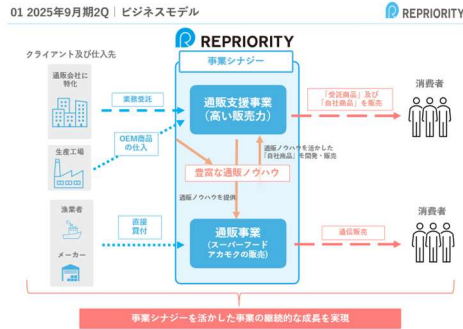 01 2025年9月期2Q｜ビジネスモデル
REPRIORITY
REPRIORITY
クライアント及び仕入先
事業シナジー
通販会社に
特化
業務受託
通販支援事業
（高い販売力）
「受託商品」及び
「自社商品」を販売
消費者
OEM商品
の仕入
生産工場
通販ノウハウを活かした
「自社商品」を開発・販売
豊富な通販ノウハウ
通販ノウハウを提供
漁業者
直接
買付
通販事業
（スーパーフード
アカモクの販売）
通信販売
消費者
メーカー
事業シナジーを活かした事業の継続的な成長を実現